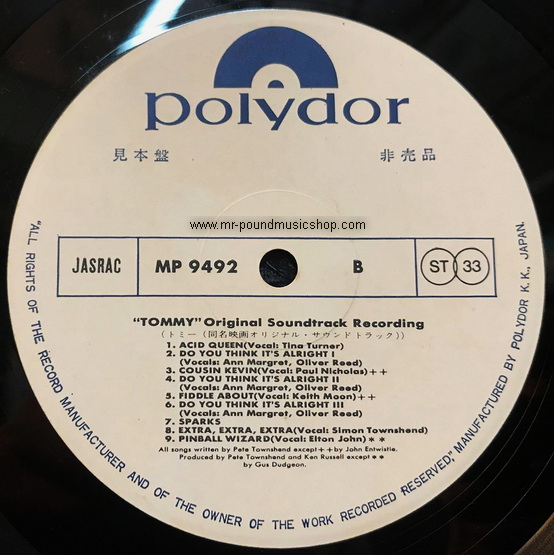 polydor
見本盤 非売品
www.mr-poundmusicshop.com
JASRAC MP 9492 B ST 33
"TOMMY" Original Soundtrack Recording
(トミー(同名映画オリジナル・サウンドトラック))
1. ACID QUEEN(Vocal: Tina Turner)
2. DO YOU THINK IT'S ALRIGHT I
(Vocals: Ann Margret, Oliver Reed)
3. COUSIN KEVIN(Vocal: Paul Nicholas)++
4. DO YOU THINK IT'S ALRIGHT II
(Vocals: Ann Margret, Oliver Reed)
5. FIDDLE ABOUT(Vocal: Keith Moon)++
6. DO YOU THINK IT'S ALRIGHT III
(Vocals: Ann Margret, Oliver Reed)
7. SPARKS
8. EXTRA, EXTRA, EXTRA(Vocal: Simon Townshend)
9. PINBALL WIZARD(Vocal: Elton John)**
All songs written by Pete Townshend except++by John Entwistle.
Produced by Pete Townshend and Ken Russell except**
by Gus Dudgeon.
"ALL RIGHTS OF THE RECORD MANUFACTURER AND OF THE OWNER OF THE WORK RECORDED RESERVED," MANUFACTURED BY POLYDOR K.K., JAPAN.